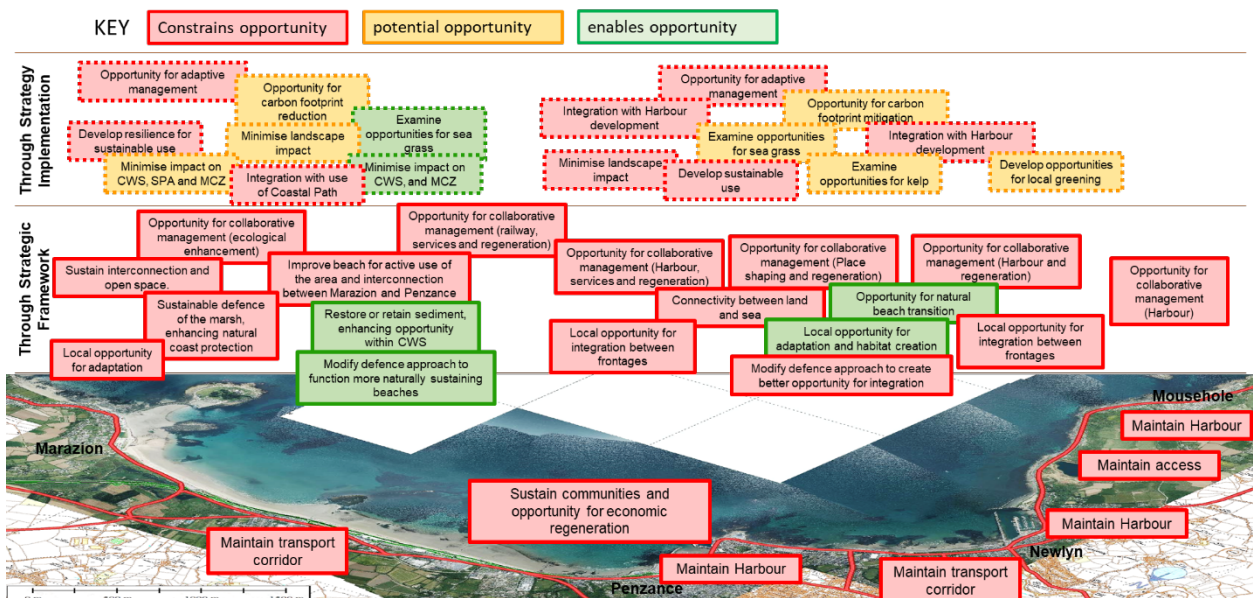 KEY
Constrains opportunity
potential opportunity
enables opportunity
Through Strategy
Implementation
Opportunity for adaptive
management
Opportunity for
carbon footprint
reduction
Examine
opportunities for sea
grass
Develop resilience for
sustainable use
Minimise landscape
impact
Minimise impact on
CWS, SPA and MCZ
Integration with use
of Coastal Path
Minimise impact on
CWS, and MCZ
Opportunity for adaptive
management
Integration with Harbour
development
Opportunity for carbon
footprint mitigation
Examine opportunities
for sea grass
Integration with Harbour
development
Minimise landscape
impact
Develop sustainable
use
Examine
opportunities for kelp
Develop opportunities
for local greening
Through Strategic
Framework
Opportunity for collaborative
management (ecological
enhancement)
Opportunity for collaborative
management (railway,
services and regeneration)
Sustain interconnection and
open space.
Improve beach for active use of
the area and interconnection
between Marazion and Penzance
Sustainable defence
of the marsh,
enhancing natural
coast protection
Restore or retain sediment,
enhancing opportunity
within CWS
Local opportunity
for adaptation
Modify defence approach to
function more naturally sustaining
beaches
Opportunity for collaborative
management (Harbour,
services and regeneration)
Opportunity for collaborative
management (Place
shaping and regeneration)
Opportunity for collaborative
management (Harbour and
regeneration)
Opportunity for
collaborative
management
(Harbour)
Connectivity between land
and sea
Opportunity for natural
beach transition
Local opportunity for
integration between
frontages
Local opportunity for
adaptation and habitat creation
Local opportunity for
integration between
frontages
Modify defence approach to create
better opportunity for integration
Mousehole
Maintain Harbour
Marazion
Maintain access
Sustain communities and
opportunity for economic
regeneration
Maintain Harbour
Maintain transport
corridor
Newlyn
Maintain Harbour
Maintain transport
corridor
Penzance